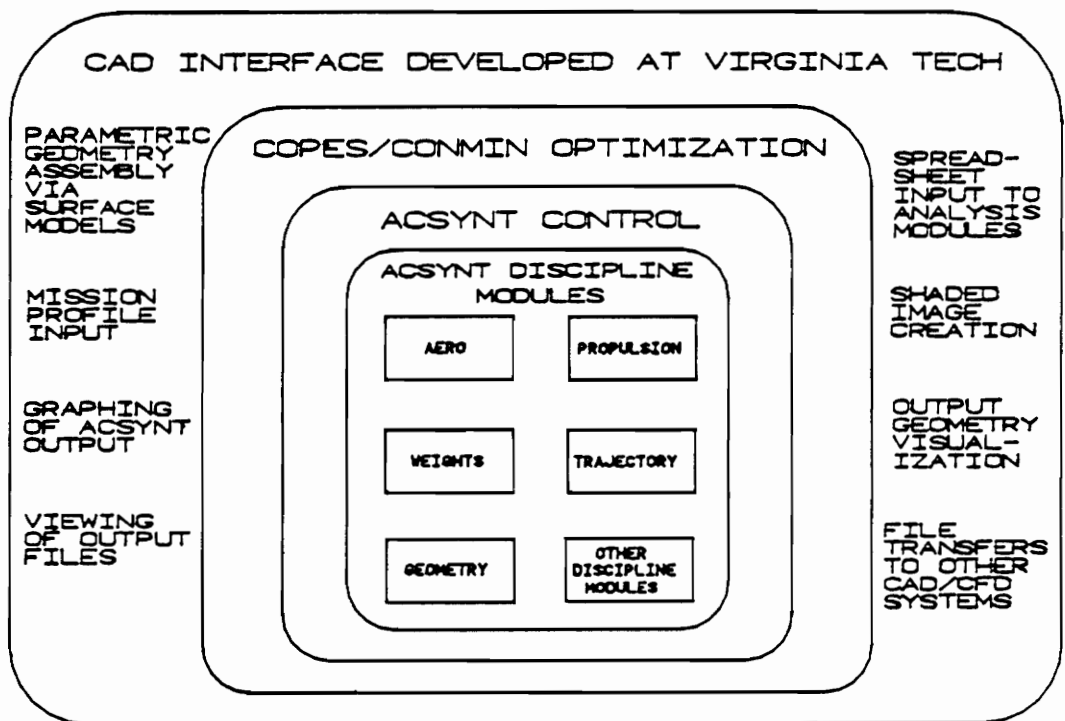 CAD INTERFACE DEVELOPED AT VIRGINIA TECH
PARAMETRIC
GEOMETRY
ASSEMBLY
VIA
SURFACE
MODELS
MISSION
PROFILE
INPUT
GRAPHING
OF ACSYNT
OUTPUT
VIEWING
OF OUTPUT
FILES
COPES/CONMIN OPTIMIZATION
ACSYNT CONTROL
ACSYNT DISCIPLINE
MODULES
AERO
PROPULSION
WEIGHTS
TRAJECTORY
GEOMETRY
OTHER
DISCIPLINE
MODULES
SPREAD-
SHEET
INPUT TO
ANALYSIS
MODULES
SHADED
IMAGE
CREATION
OUTPUT
GEOMETRY
VISUAL-
IZATION
FILE
TRANSFERS
TO OTHER
CAD/CFD
SYSTEMS